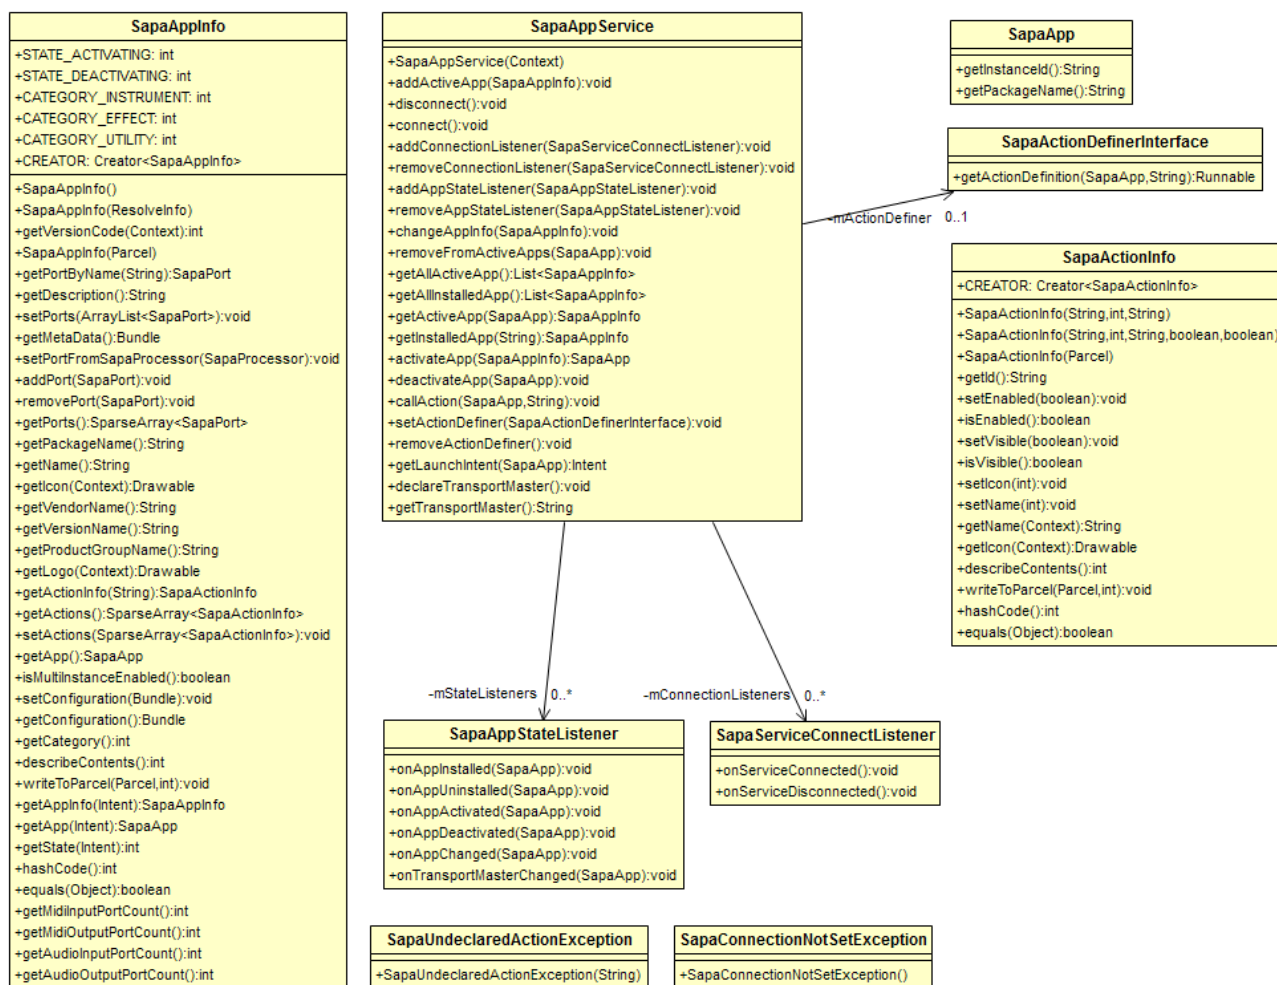 SapaAppInfo
+STATE_ACTIVATING: int
+STATE_DEACTIVATING: int
+CATEGORY_INSTRUMENT: int
+CATEGORY_EFFECT: int
+CATEGORY_UTILITY: int
+CREATOR: Creator<SapaAppInfo>
+SapaAppInfo()
+SapaAppInfo(ResolveInfo)
+getVersionCode(Context):int
+SapaAppInfo(Parcel)
+getPortByName(String):SapaPort
+getDescription():String
+setPorts(ArrayList<SapaPort>):void
+getMetaData():Bundle
+setPortFromSapaProcessor(SapaProcessor):void
+addPort(SapaPort):void
+removePort(SapaPort):void
+getPorts():SparseArray<SapaPort>
+getPackageName():String
+getName():String
+getIcon(Context):Drawable
+getVendorName():String
+getVersionName():String
+getProductGroupName():String
+getLogo(Context):Drawable
+getActionInfo(String):SapaActionInfo
+getActions():SparseArray<SapaActionInfo>
+setActions(SparseArray<SapaActionInfo>):void
+getApp():SapaApp
+isMultiInstanceEnabled():boolean
+setConfiguration(Bundle):void
+getConfiguration():Bundle
+getCategory():int
+describeContents():int
+writeToParcel(Parcel,int):void
+getAppInfo(Intent):SapaAppInfo
+getApp(Intent):SapaApp
+getState(Intent):int
+hashCode():int
+equals(Object):boolean
+getMidiInputPortCount():int
+getMidiOutputPortCount():int
+getAudioInputPortCount():int
+getAudioOutputPortCount():int
SapaAppService
+SapaAppService(Context)
+addActiveApp(SapaAppInfo):void
+disconnect():void
+connect():void
+addConnectionListener(SapaServiceConnectListener):void
+removeConnectionListener(SapaServiceConnectListener):void
+addAppStateListener(SapaAppStateListener):void
+removeAppStateListener(SapaAppStateListener):void
+changeAppInfo(SapaAppInfo):void
+removeFromActiveApps(SapaApp):void
+getAllActiveApp():List<SapaAppInfo>
+getAllInstalledApp():List<SapaAppInfo>
+getActiveApp(SapaApp):SapaAppInfo
+getInstalledApp(String):SapaAppInfo
+activateApp(SapaAppInfo):SapaApp
+deactivateApp(SapaApp):void
+callAction(SapaApp,String):void
+setActionDefiner(SapaActionDefinerInterface):void
+removeActionDefiner():void
+getLaunchIntent(SapaApp):Intent
+declareTransportMaster():void
+getTransportMaster():String
-mActionDefiner 0..1
-mStateListeners 0..*
-mConnectionListeners 0..*
SapaAppStateListener
+onAppInstalled(SapaApp):void
+onAppUninstalled(SapaApp):void
+onAppActivated(SapaApp):void
+onAppDeactivated(SapaApp):void
+onAppChanged(SapaApp):void
+onTransportMasterChanged(SapaApp):void
SapaServiceConnectListener
+onServiceConnected():void
+onServiceDisconnected():void
SapaUndeclaredActionException
+SapaUndeclaredActionException(String)
SapaConnectionNotSetException
+SapaConnectionNotSetException()
SapaApp
+getInstanceId():String
+getPackageName():String
SapaActionDefinerInterface
+getActionDefinition(SapaApp,String):Runnable
SapaActionInfo
+CREATOR: Creator<SapaActionInfo>
+SapaActionInfo(String,int,String)
+SapaActionInfo(String,int,String,boolean,boolean)
+SapaActionInfo(Parcel)
+getId():String
+setEnabled(boolean):void
+isEnabled():boolean
+setVisible(boolean):void
+isVisible():boolean
+setIcon(int):void
+setName(int):void
+getName(Context):String
+getIcon(Context):Drawable
+describeContents():int
+writeToParcel(Parcel,int):void
+hashCode():int
+equals(Object):boolean